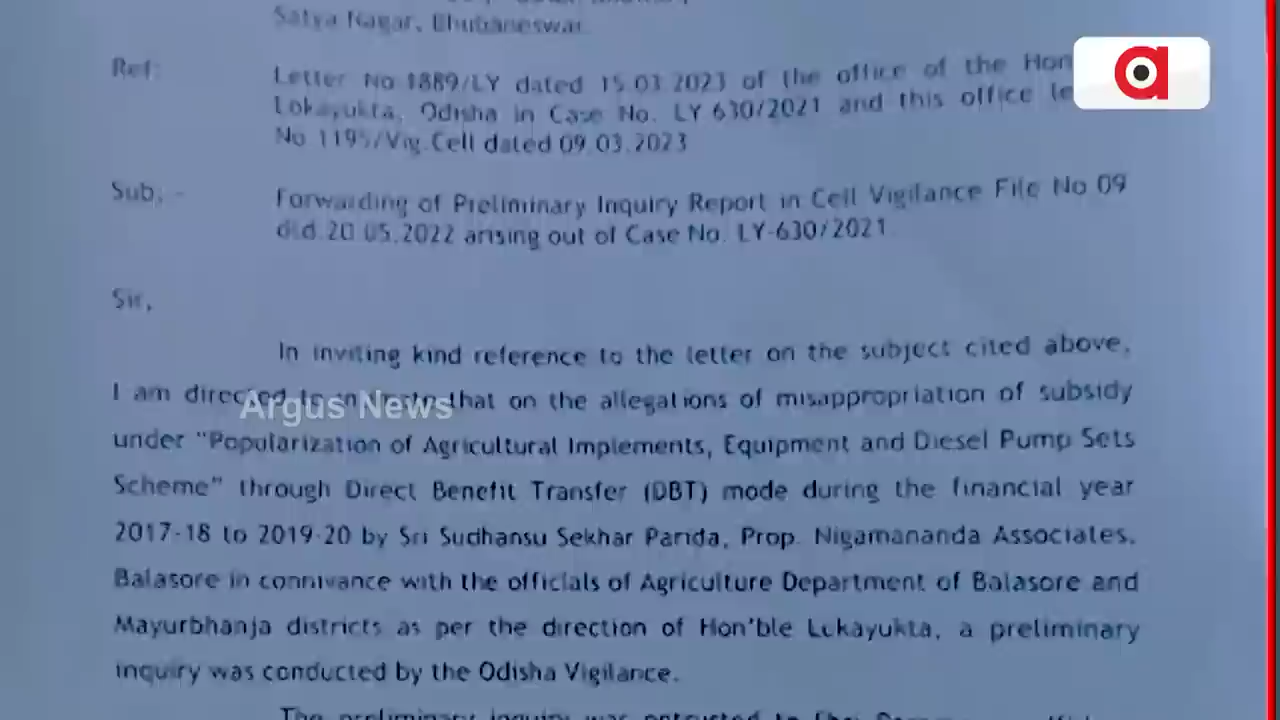 Satya Nagar, Bhubaneswar.
Ref: Letter No 1889/LY dated 15.03.2023 of the office of the Hon
Lokayukta, Odisha in Case No. LY 630/2021 and this office le
No 1195/Vig.Cell dated 09.03.2023
Sub, - Forwarding of Preliminary Inquiry Report in Cell Vigilance File No 09
dtd.20.05.2022 arising out of Case No. LY-630/2021.
Sir,
In inviting kind reference to the letter on the subject cited above,
I am directed to that on the allegations of misappropriation of subsidy
Argus News
under "Popularization of Agricultural Implements, Equipment and Diesel Pump Sets
Scheme" through Direct Benefit Transfer (DBT) mode during the financial year
2017-18 to 2019-20 by Sri Sudhansu Sekhar Parida, Prop. Nigamananda Associates,
Balasore in connivance with the officials of Agriculture Department of Balasore and
Mayurbhanja districts as per the direction of Hon'ble Lokayukta, a preliminary
inquiry was conducted by the Odisha Vigilance.
The preliminary inquiry was entrusted to